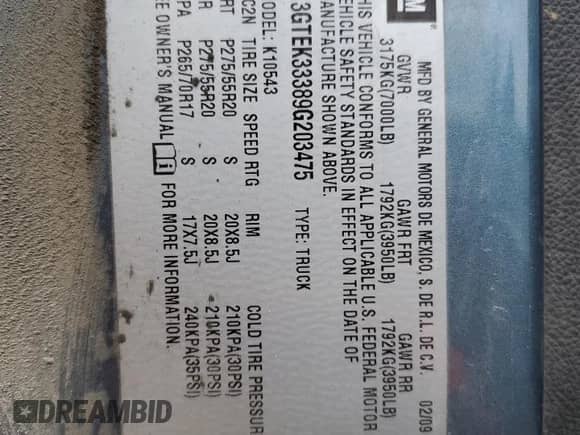 GM
MFD BY GENERAL MOTORS DE MEXICO, S. DE R.L. DE C.V. 02/09
GVWR GAWR FRT GAWR RR
3175KG(7000LB) 1792KG(3950LB) 1792KG(3950LB)
THIS VEHICLE CONFORMS TO ALL APPLICABLE U.S. FEDERAL MOTOR
VEHICLE SAFETY STANDARDS IN EFFECT ON THE DATE OF
MANUFACTURE SHOWN ABOVE.
3GTEK33389G203475 TYPE: TRUCK
MODEL: K10543
C2N TIRE SIZE SPEED RTG RIM COLD TIRE PRESSUR
RT P275/55R20 S 20X8.5J 210KPA(30PSI)
R P275/55R20 S 20X8.5J 210KPA(30PSI)
PA P265/70R17 S 17X7.5J 240KPA(35PSI)
E OWNER'S MANUAL FOR MORE INFORMATION.
DREAMBID